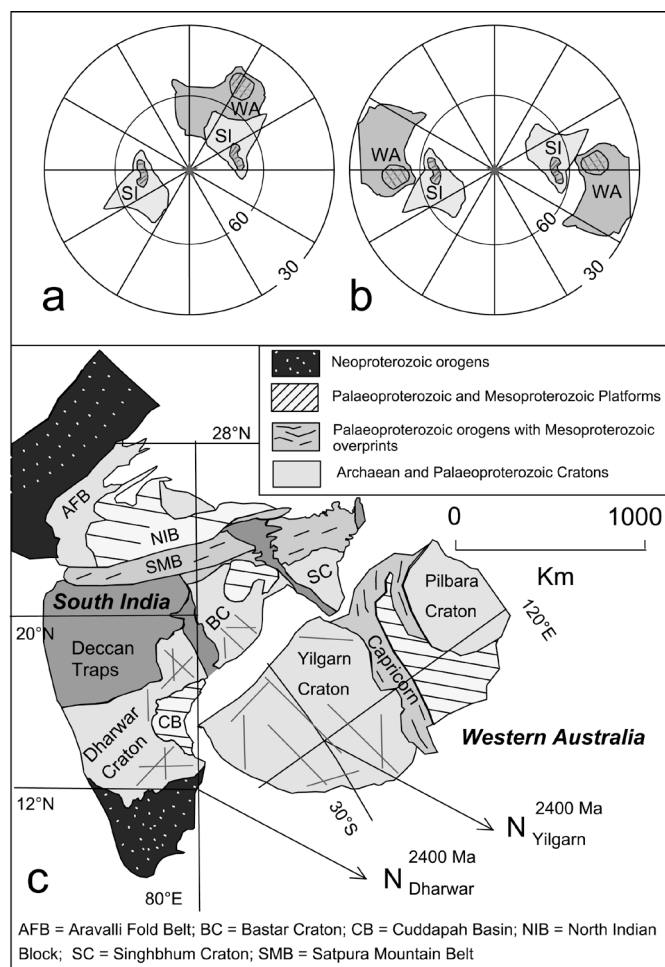 WA
SI
SI
60
30
a
WA
SI
SI
WA
60
30
b
Neoproterozoic orogens
Palaeoproterozoic and Mesoproterozoic Platforms
Palaeoproterozoic orogens with Mesoproterozoic
overprints
Archaean and Palaeoproterozoic Cratons
28°N
AFB
NIB
SMB
SC
0
1000
Km
Pilbara
Craton
120°E
South India
BC
20°N
Deccan
Traps
Yilgarn
Craton
Capricorn
CB
Dharwar
Craton
Western Australia
12°N
30°S
N 2400 Ma
Yilgarn
N 2400 Ma
Dharwar
c
80°E
AFB = Aravalli Fold Belt; BC = Bastar Craton; CB = Cuddapah Basin; NIB = North Indian
Block; SC = Singhbhum Craton; SMB = Satpura Mountain Belt